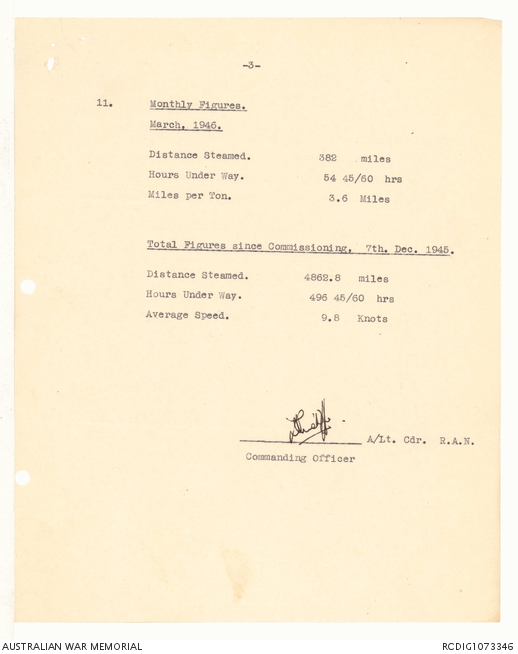 -3-
11. Monthly Figures.
March, 1946.
Distance Steamed. 382 miles
Hours Under Way. 54 45/60 hrs
Miles per Ton. 3.6 Miles
Total Figures since Commissioning, 7th. Dec. 1945.
Distance Steamed. 4862.8 miles
Hours Under Way. 496 45/60 hrs
Average Speed. 9.8 Knots
A/Lt. Cdr. R.A.N.
Commanding Officer
AUSTRALIAN WAR MEMORIAL RCDIG1073346